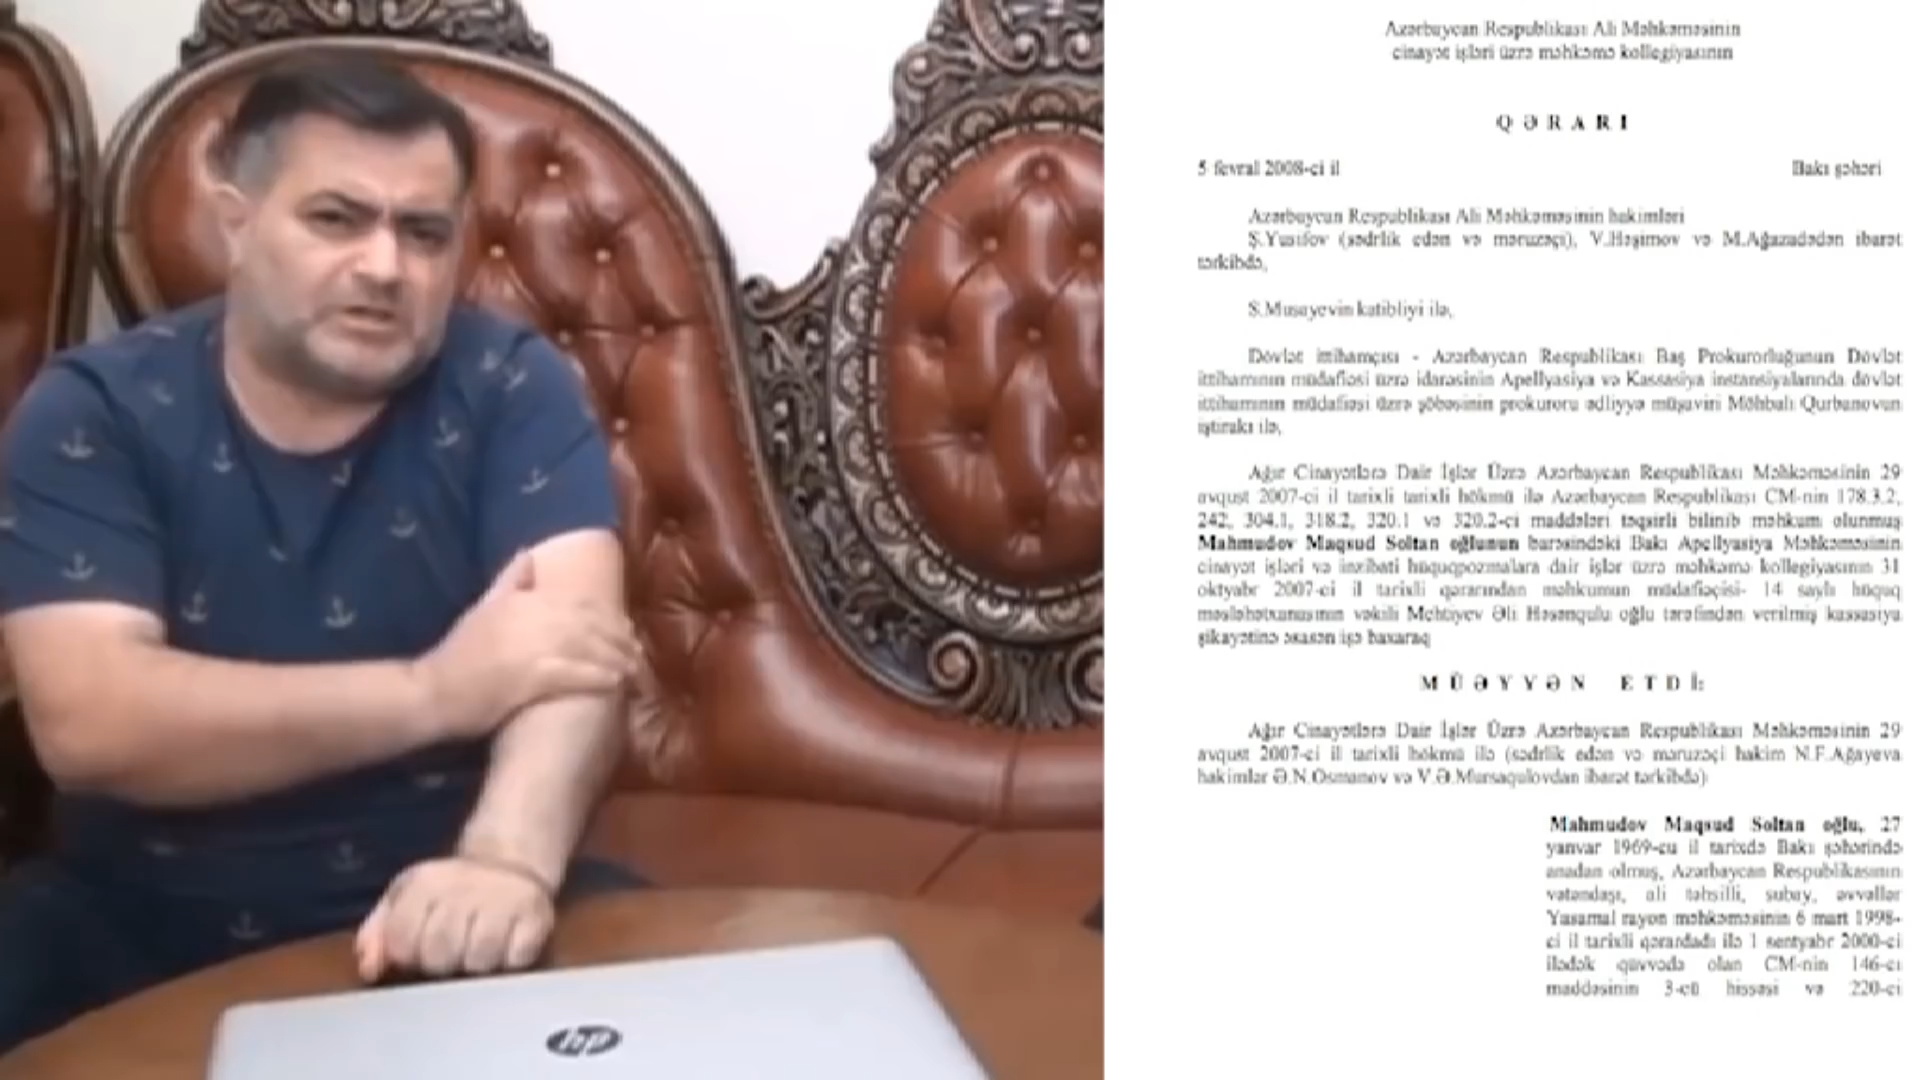 Azərbaycan Respublikası Ali Məhkəməsinin
cinayət işləri üzrə məhkəmə kollegiyasının
QƏRARI
5 fevral 2008-ci il
Bakı şəhəri
Azərbaycan Respublikası Ali Məhkəməsinin hakimləri
Ş.Yusifov (sədrlik edən və məruzəçi), V.Həşimov və M.Ağazadədən ibarət
tərkibdə,
S.Musayevin katibliyi ilə,
Dövlət ittihamçısı - Azərbaycan Respublikası Baş Prokurorluğunun Dövlət
ittihamının müdafiəsi üzrə idarəsinin Apellyasiya və Kassasiya instansiyalarında dövlət
ittihamının müdafiəsi üzrə şöbəsinin prokuroru ədliyyə müşaviri Möhbalı Qurbanovun
iştirakı ilə,
Ağır Cinayətlərə Dair İşlər Üzrə Azərbaycan Respublikası Məhkəməsinin 29
avqust 2007-ci il tarixli tarixli hökmü ilə Azərbaycan Respublikası CM-nin 178.3.2,
242, 304.1, 318.2, 320.1 və 320.2-ci maddələri təqsirli bilinib məhkum olunmuş
Mahmudov Maqsud Soltan oğlunun barəsindəki Bakı Apellyasiya Məhkəməsinin
cinayət işləri və inzibati hüquqpozmalara dair işlər üzrə məhkəmə kollegiyasının 31
oktyabr 2007-ci il tarixli qərarından məhkumun müdafiəçisi- 14 saylı hüquq
məsləhətxanasının vəkili Mehtiyev Əli Həsənqulu oğlu tərəfindən verilmiş kassasiya
şikayətinə əsasən işə baxaraq
MÜƏYYƏN ETDİ:
Ağır Cinayətlərə Dair İşlər Üzrə Azərbaycan Respublikası Məhkəməsinin 29
avqust 2007-ci il tarixli hökmü ilə (sədrlik edən və məruzəçi hakim N.F.Ağayeva
hakimlər Ə.N.Osmanov və V.Ə.Mursaqulovdan ibarət tərkibdə)
Mahmudov Maqsud Soltan oğlu, 27
yanvar 1969-cu il tarixdə Bakı şəhərində
anadan olmuş, Azərbaycan Respublikasının
vətəndaşı, ali təhsilli, subay, əvvəllər
Yasamal rayon məhkəməsinin 6 mart 1998-
ci il tarixli qərardadı ilə 1 sentyabr 2000-ci
ilədək qüvvədə olan CM-nin 146-cı
maddəsinin 3-cü hissəsi və 220-ci
hp